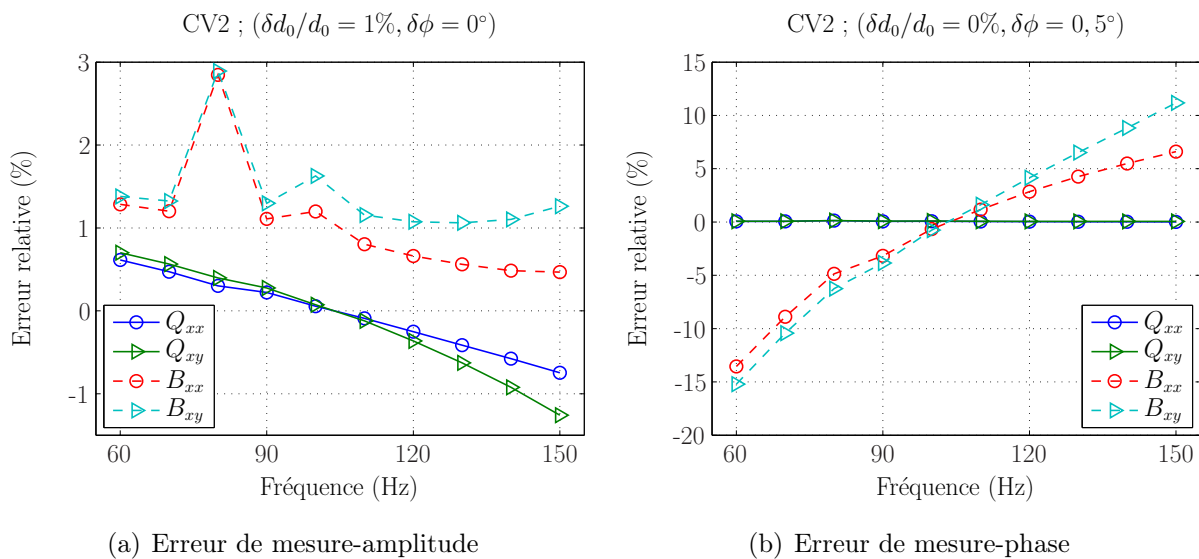 CV2 ; (δd₀/d₀ = 1%, δϕ = 0°)
Erreur relative (%)
3
2
1
0
-1
Q_xx
Q_xy
B_xx
B_xy
60 90 120 150
Fréquence (Hz)
(a) Erreur de mesure-amplitude
CV2 ; (δd₀/d₀ = 0%, δϕ = 0,5°)
Erreur relative (%)
15
10
5
0
-5
-10
-15
-20
Q_xx
Q_xy
B_xx
B_xy
60 90 120 150
Fréquence (Hz)
(b) Erreur de mesure-phase